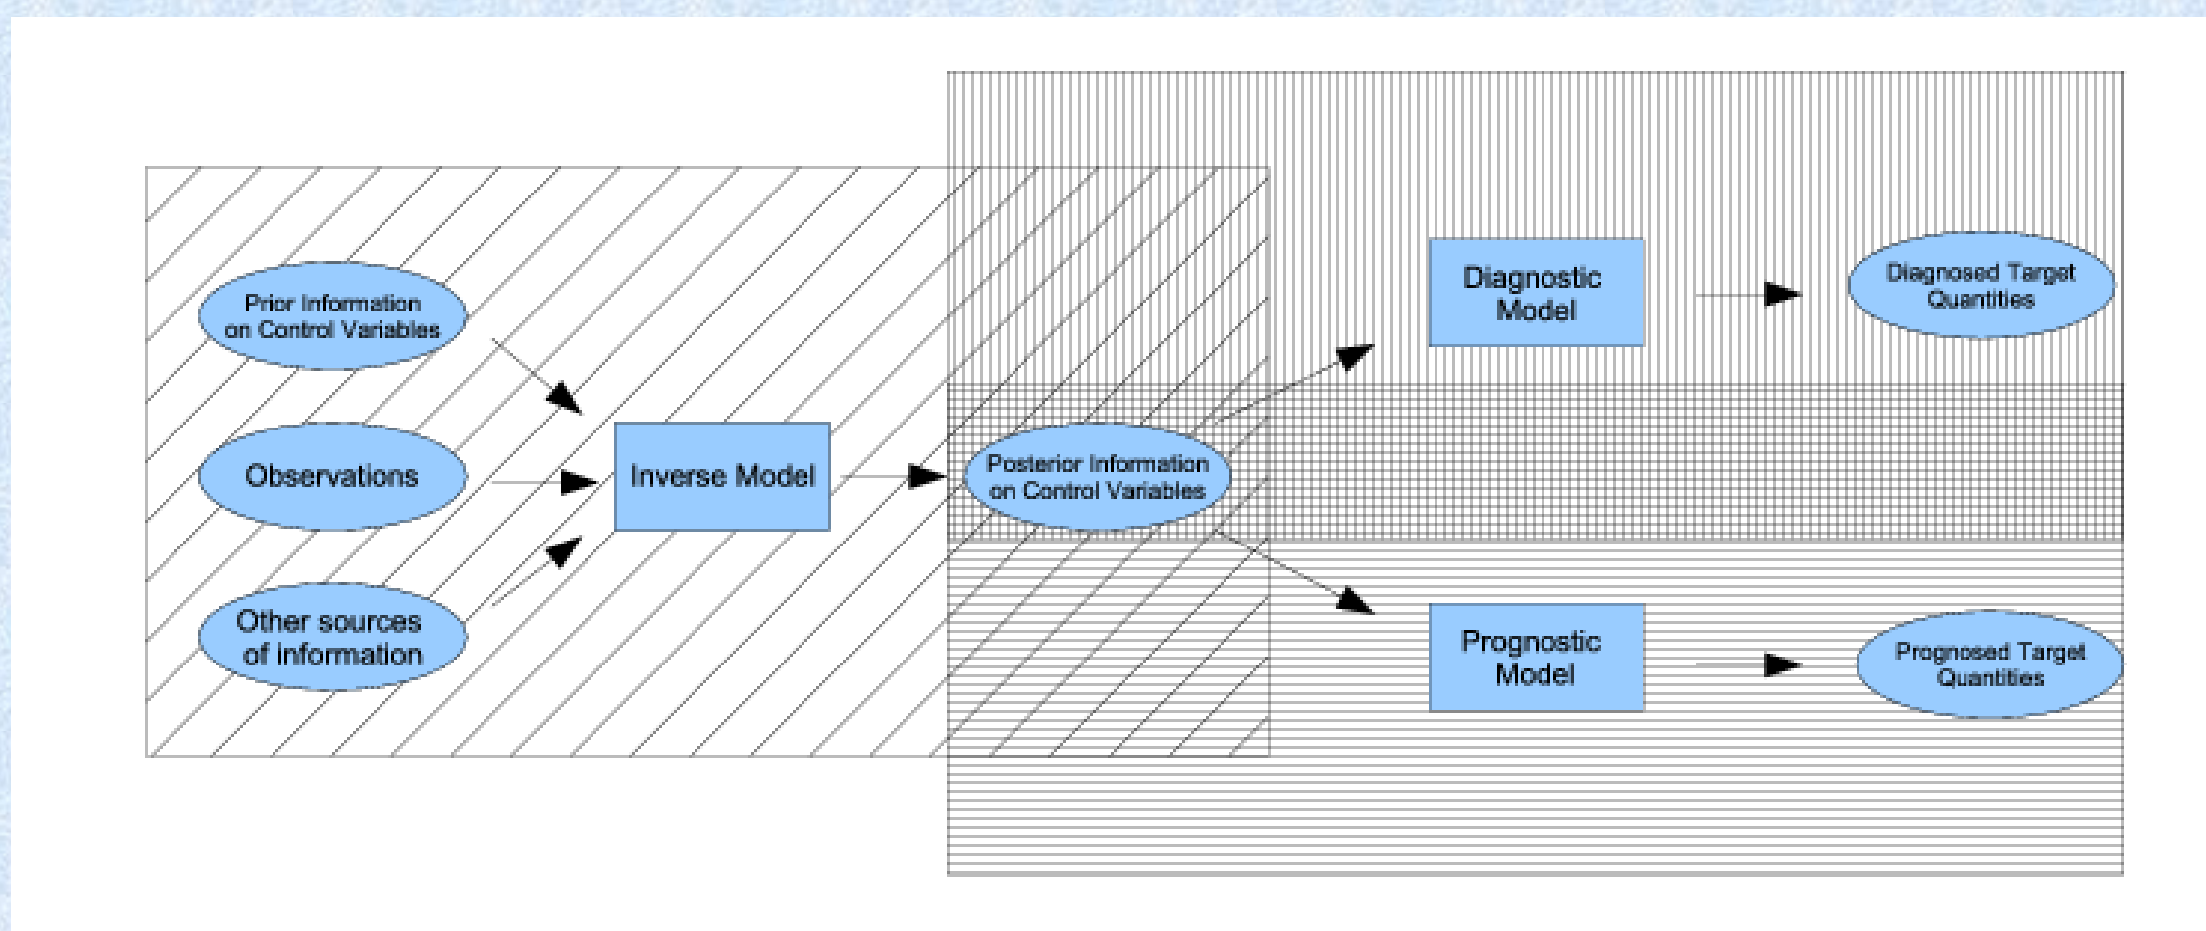 Prior Information
on Control Variables
Observations
Other sources
of information
Inverse Model
Posterior Information
on Control Variables
Diagnostic
Model
Diagnosed Target
Quantities
Prognostic
Model
Prognosed Target
Quantities